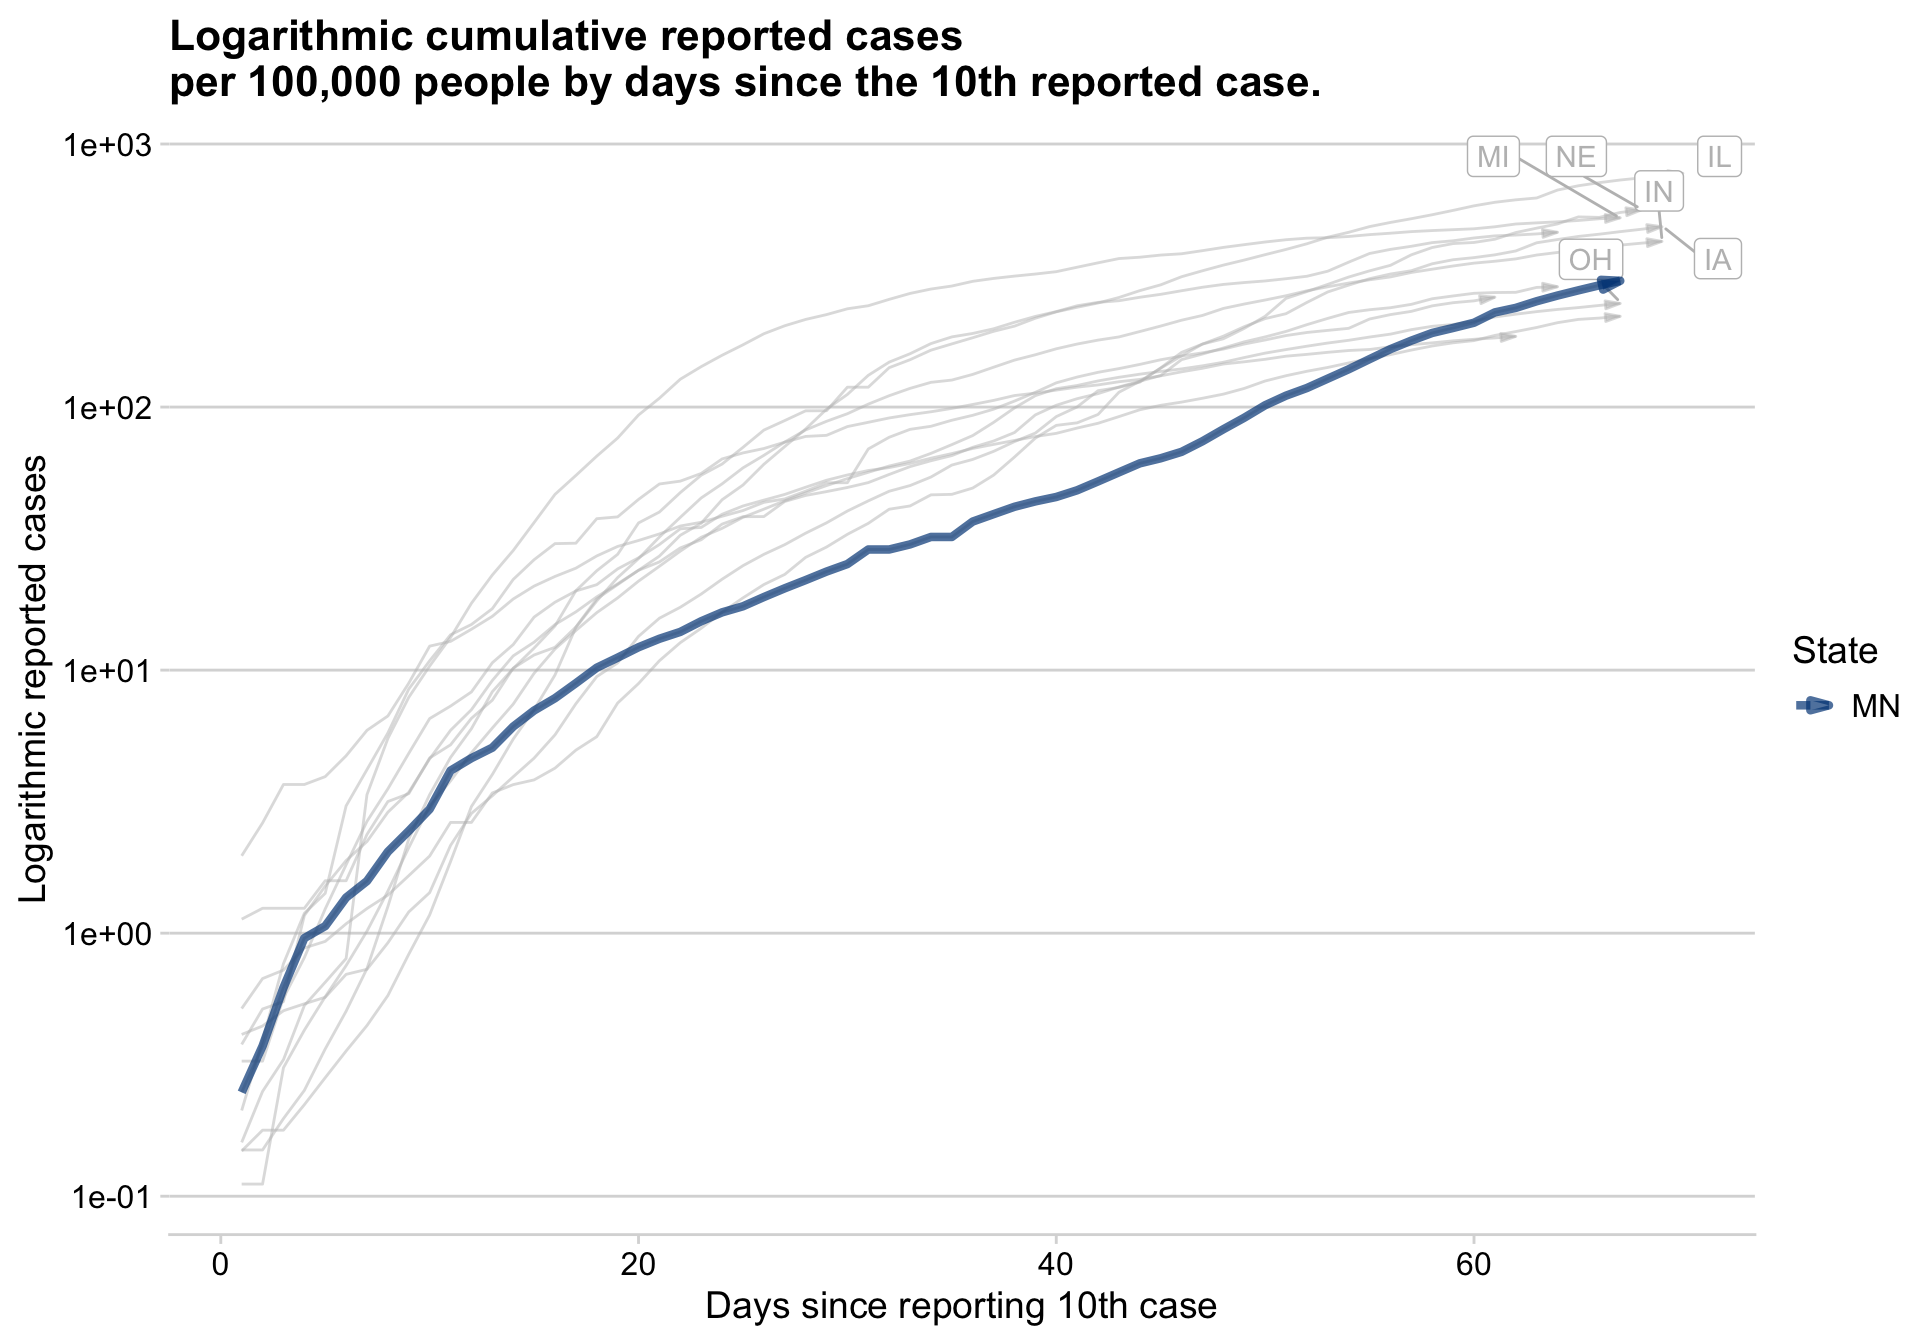 Logarithmic cumulative reported cases
per 100,000 people by days since the 10th reported case.
1e+03
1e+02
1e+01
1e+00
1e-01
Logarithmic reported cases
MI
NE
IL
IN
OH
IA
State
MN
0
20
40
60
Days since reporting 10th case